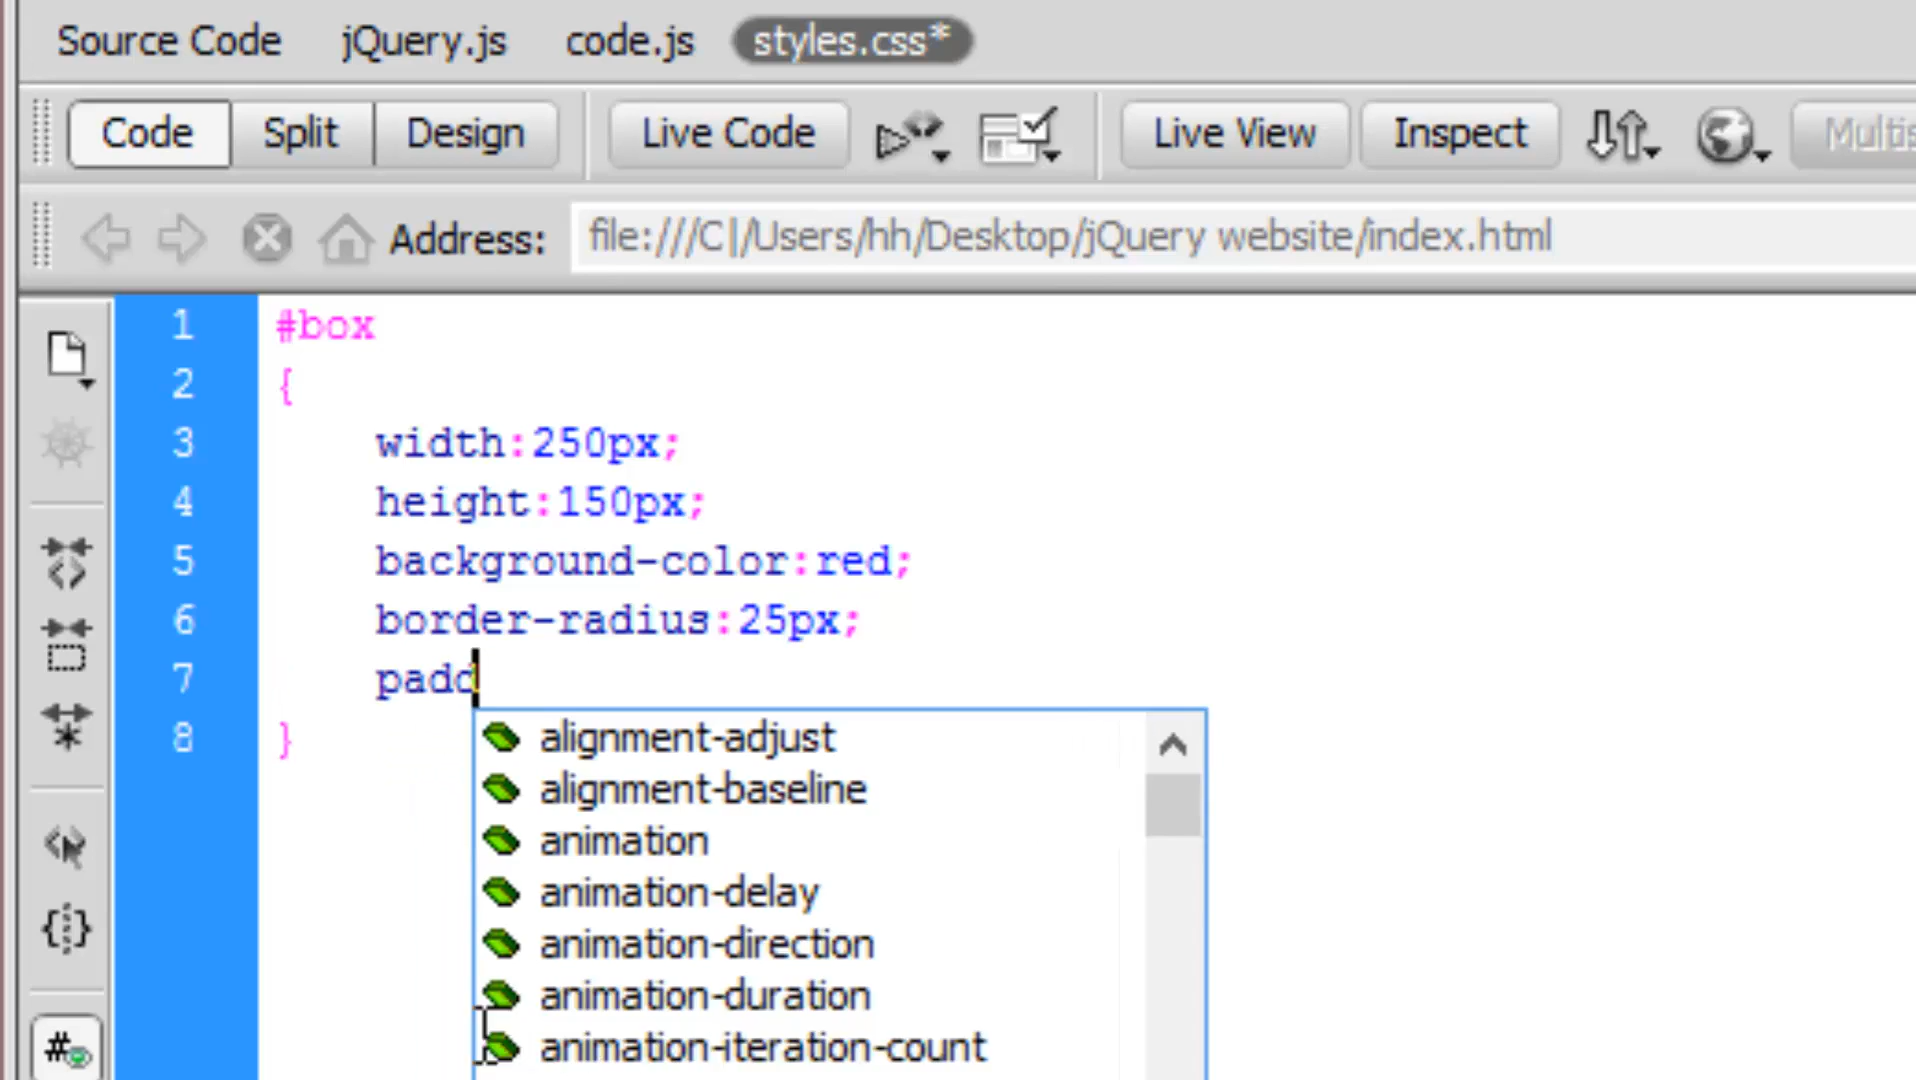 Source Code jQuery.js code.js styles.css*
Code Split Design Live Code Live View Inspect
Address: file:///C|/Users/hh/Desktop/jQuery website/index.html
1 #box
2 {
3 width:250px;
4 height:150px;
5 background-color:red;
6 border-radius:25px;
7 padd
8 }
alignment-adjust
alignment-baseline
animation
animation-delay
animation-direction
animation-duration
animation-iteration-count